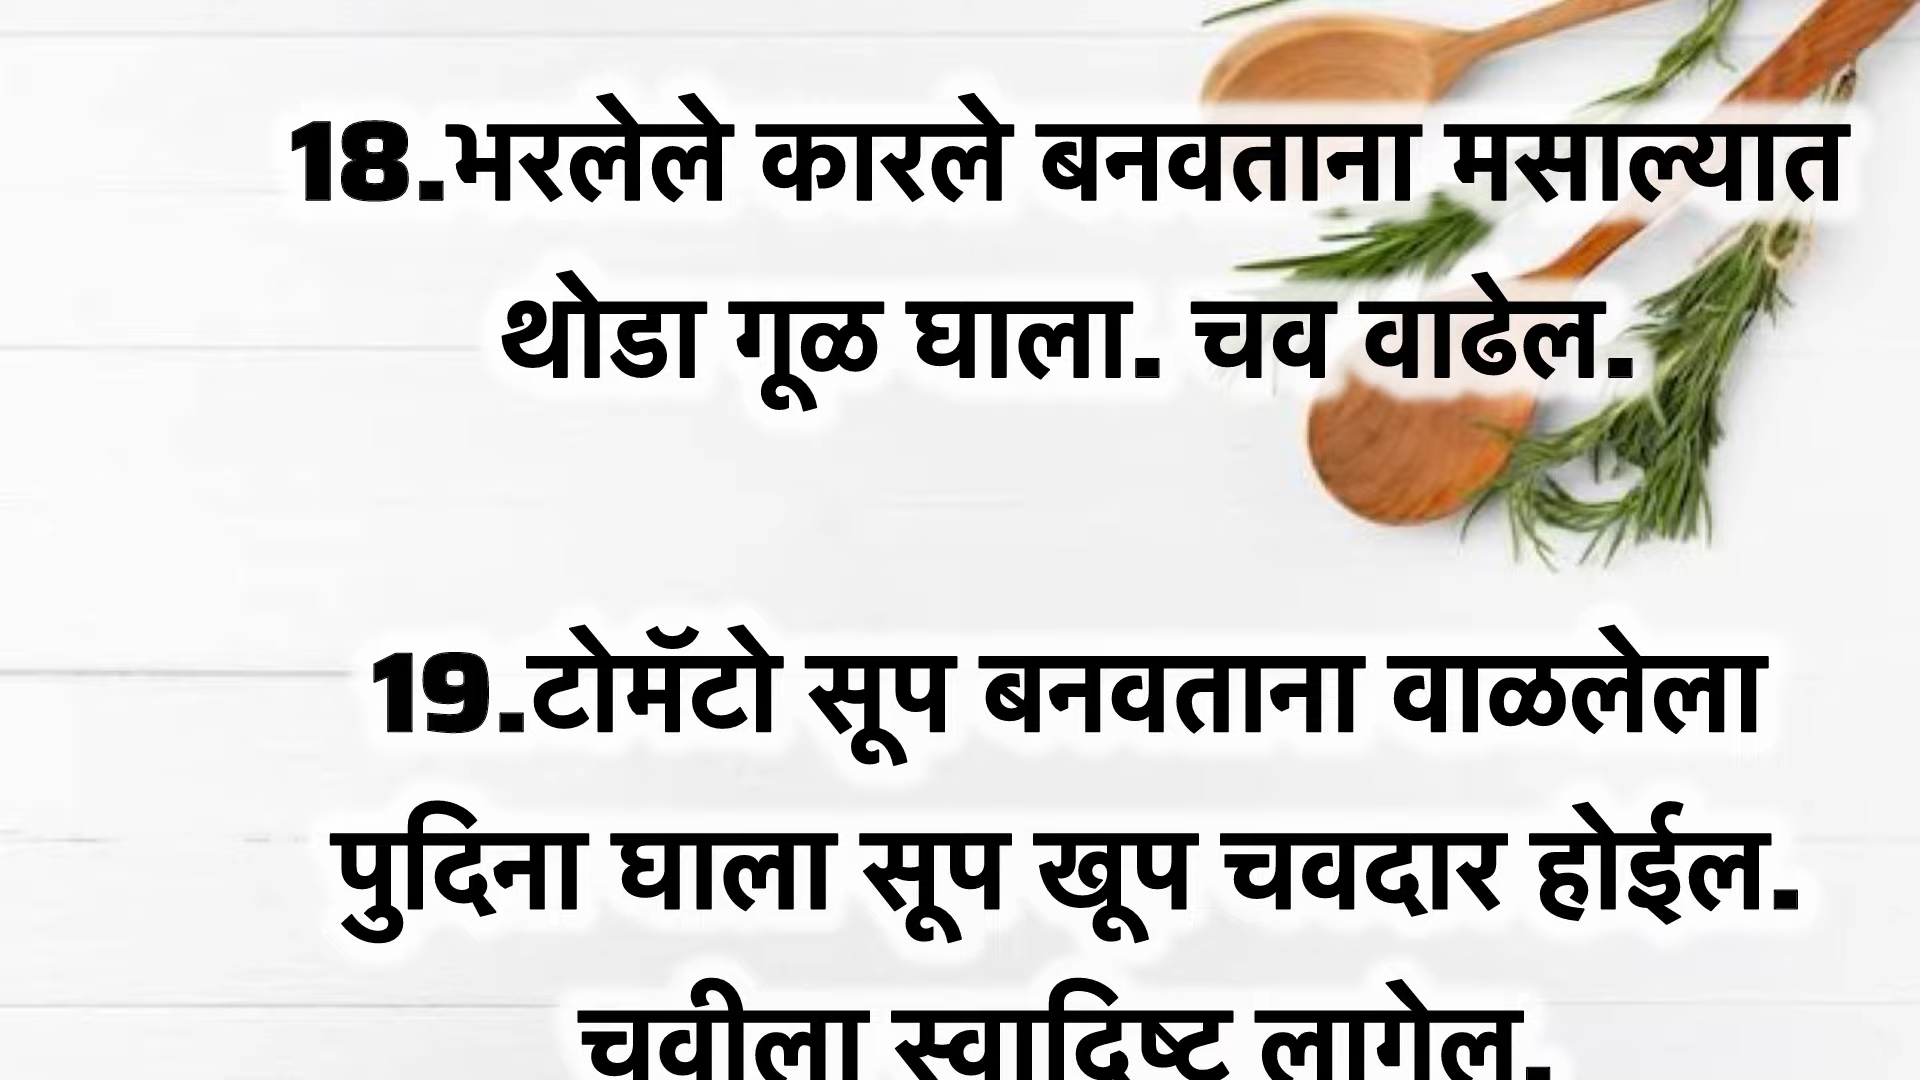 18.भरलेले कारले बनवताना मसाल्यात
थोडा गूळ घाला. चव वाढेल.
19.टोमॅटो सूप बनवताना वाळलेला
पुदिना घाला सूप खूप चवदार होईल.
चवीला स्वादिष्ट लागेल.